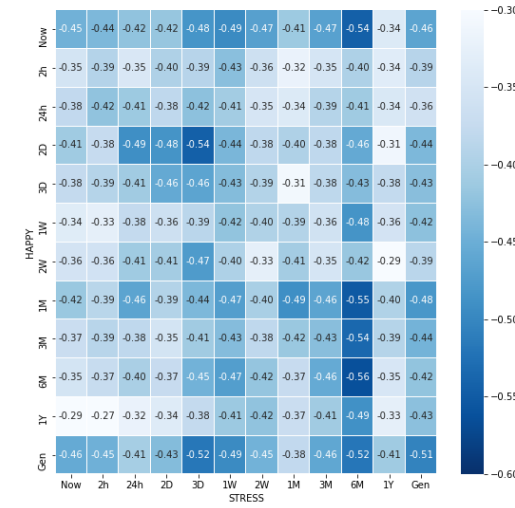 Now -0.45 -0.44 -0.42 -0.42 -0.48 -0.49 -0.47 -0.41 -0.47 -0.54 -0.34 -0.46
2h -0.35 -0.39 -0.35 -0.40 -0.39 -0.43 -0.36 -0.32 -0.35 -0.40 -0.34 -0.39
24h -0.38 -0.42 -0.41 -0.38 -0.42 -0.41 -0.35 -0.34 -0.39 -0.41 -0.34 -0.36
2D -0.41 -0.38 -0.49 -0.48 -0.54 -0.44 -0.38 -0.40 -0.38 -0.46 -0.31 -0.44
3D -0.38 -0.39 -0.41 -0.46 -0.46 -0.43 -0.39 -0.31 -0.38 -0.43 -0.38 -0.43
1W -0.34 -0.33 -0.38 -0.36 -0.39 -0.42 -0.40 -0.39 -0.36 -0.48 -0.36 -0.42
HAPPY
2W -0.36 -0.36 -0.41 -0.41 -0.47 -0.40 -0.33 -0.41 -0.35 -0.42 -0.29 -0.39
1M -0.42 -0.39 -0.46 -0.39 -0.44 -0.47 -0.40 -0.49 -0.46 -0.55 -0.40 -0.48
3M -0.37 -0.39 -0.38 -0.35 -0.41 -0.43 -0.38 -0.42 -0.43 -0.54 -0.39 -0.44
6M -0.35 -0.37 -0.40 -0.37 -0.45 -0.47 -0.42 -0.37 -0.46 -0.56 -0.35 -0.42
1Y -0.29 -0.27 -0.32 -0.34 -0.38 -0.41 -0.42 -0.37 -0.41 -0.49 -0.33 -0.43
Gen -0.46 -0.45 -0.41 -0.43 -0.52 -0.49 -0.45 -0.38 -0.46 -0.52 -0.41 -0.51
Now 2h 24h 2D 3D 1W 2W 1M 3M 6M 1Y Gen
STRESS
-0.30
-0.35
-0.40
-0.45
-0.50
-0.55
-0.60